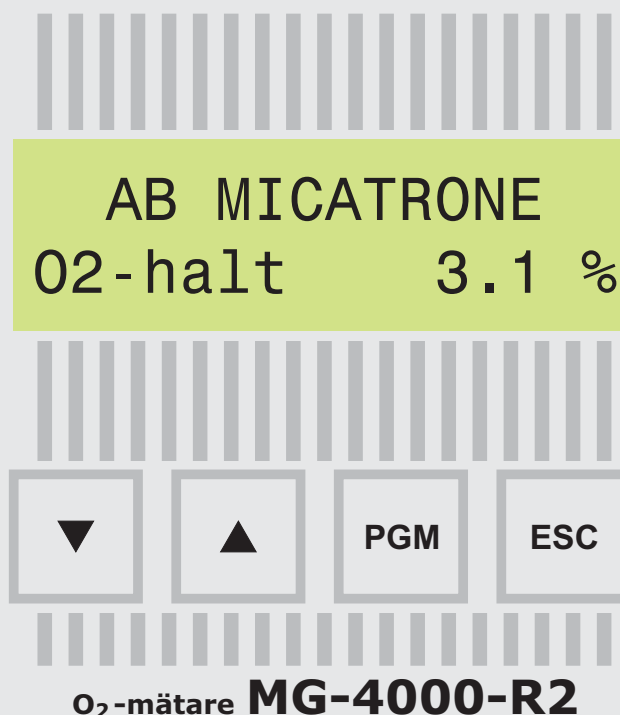 AB MICATRONE
O2-halt 3.1 %
▼ ▲ PGM ESC
O₂-mätare MG-4000-R2